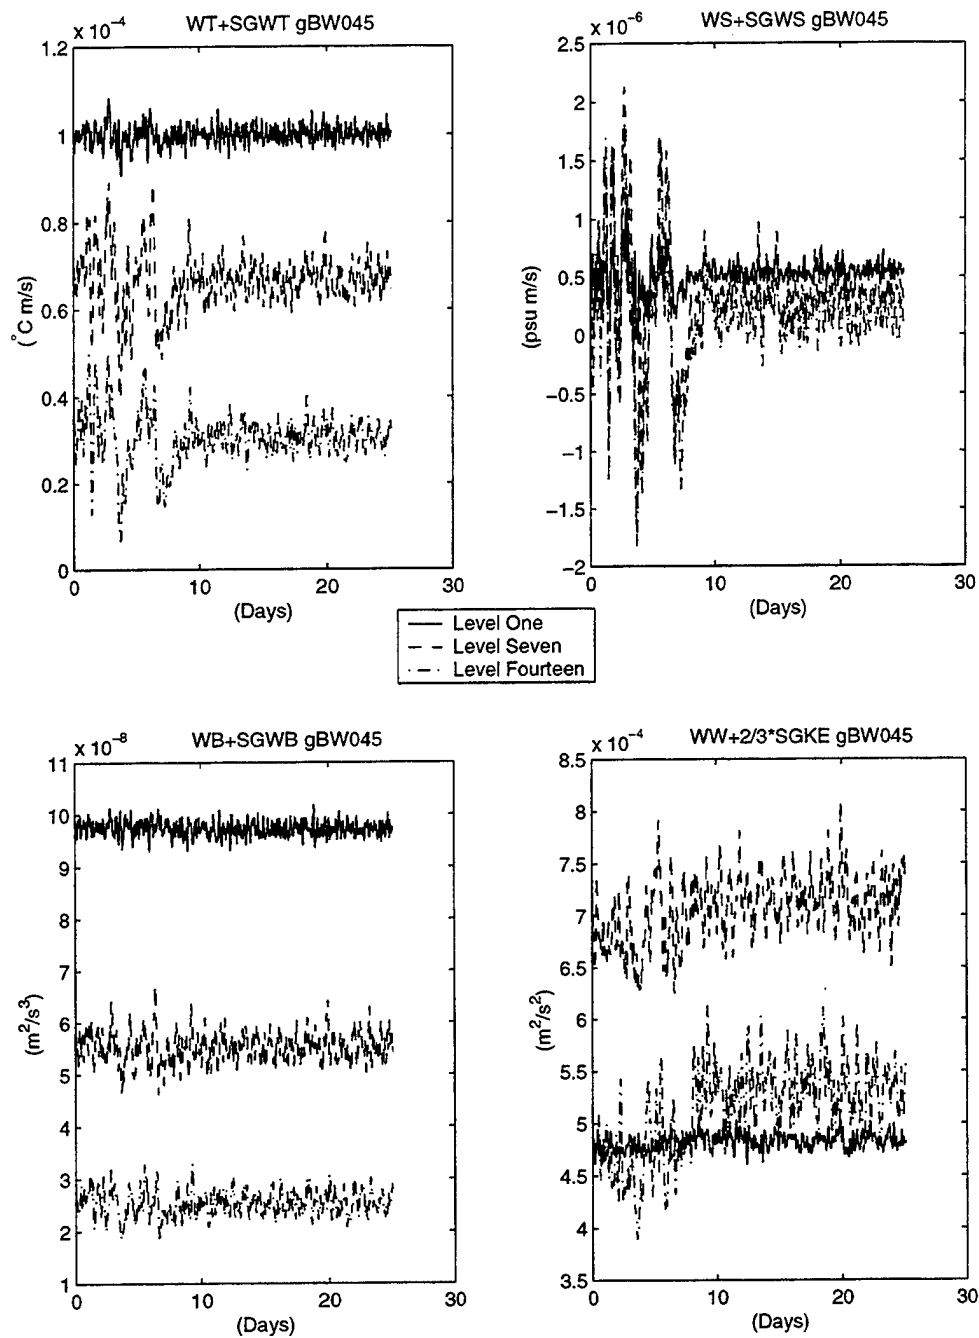 x 10⁻⁴
WT+SGWT gBW045
1.2
1
0.8
0.6
0.4
0.2
0
(°C m/s)
0
10
20
30
(Days)
x 10⁻⁶
WS+SGWS gBW045
2.5
2
1.5
1
0.5
0
−0.5
−1
−1.5
−2
(psu m/s)
0
10
20
30
(Days)
Level One
Level Seven
Level Fourteen
x 10⁻⁸
WB+SGWB gBW045
11
10
9
8
7
6
5
4
3
2
1
(m²/s³)
0
10
20
30
(Days)
x 10⁻⁴
WW+2/3*SGKE gBW045
8.5
8
7.5
7
6.5
6
5.5
5
4.5
4
3.5
(m²/s²)
0
10
20
30
(Days)